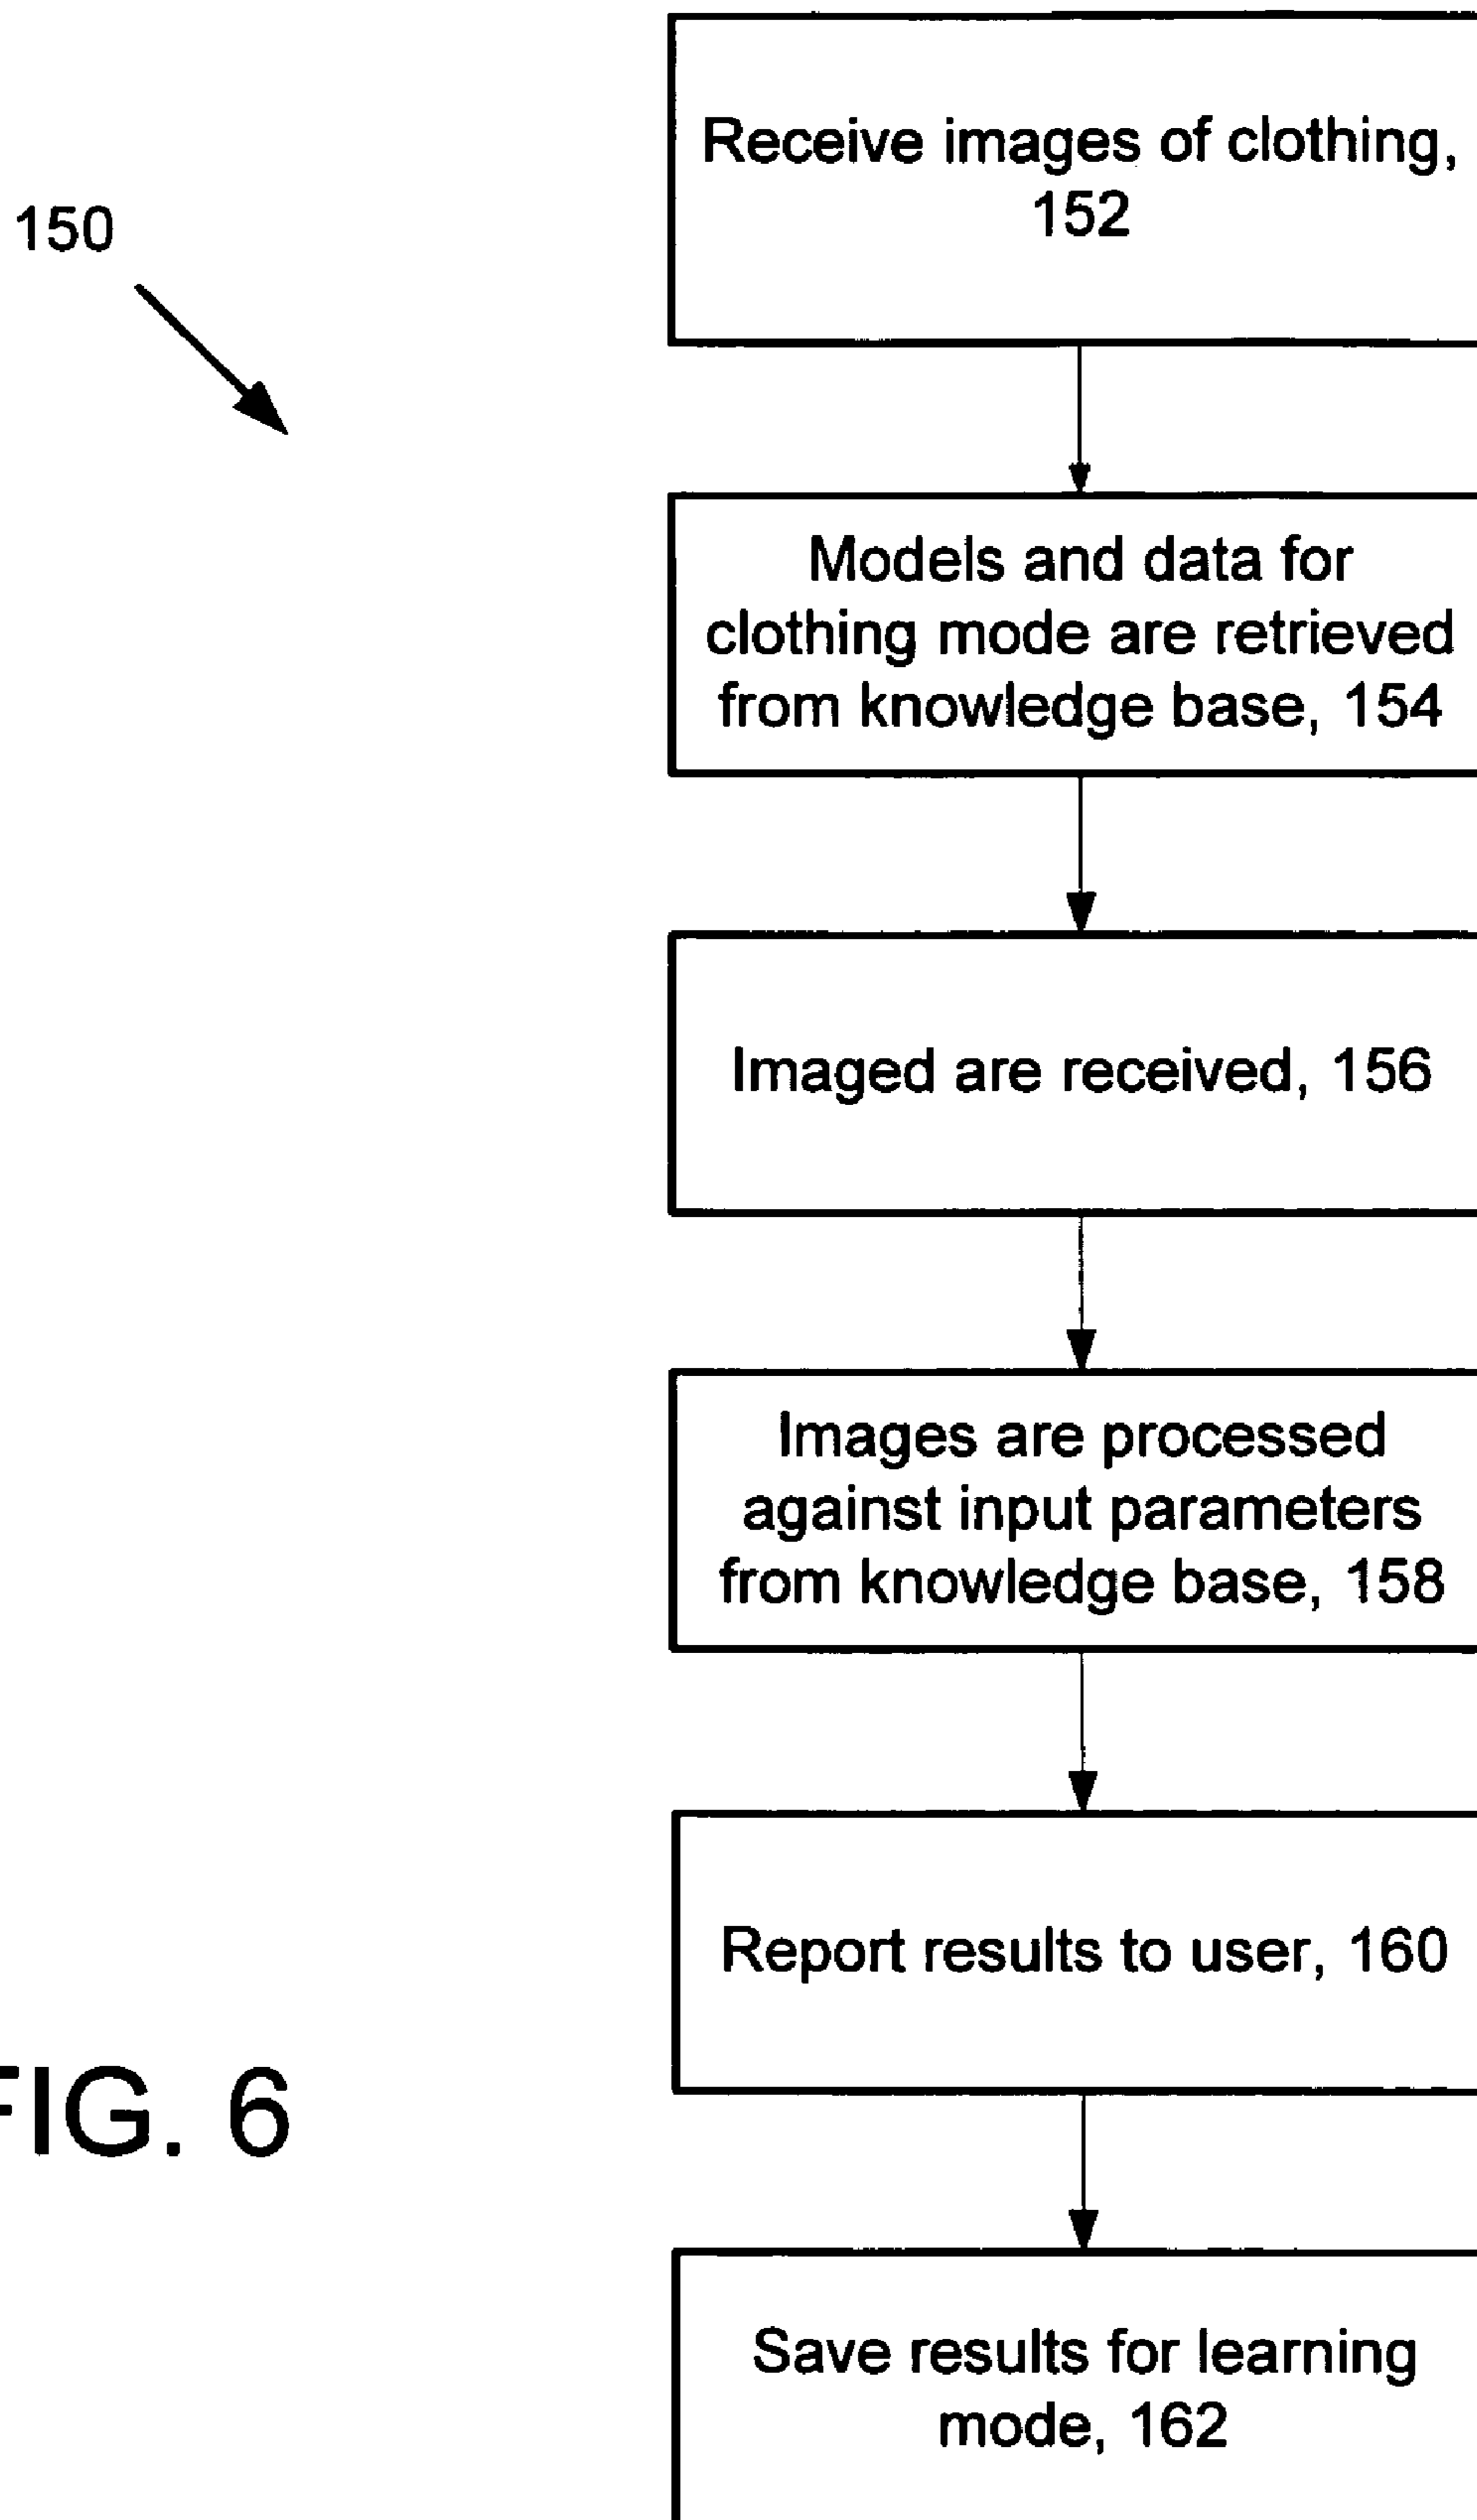 150
Receive images of clothing,
152
Models and data for
clothing mode are retrieved
from knowledge base, 154
Imaged are received, 156
Images are processed
against input parameters
from knowledge base, 158
Report results to user, 160
FIG. 6
Save results for learning
mode, 162